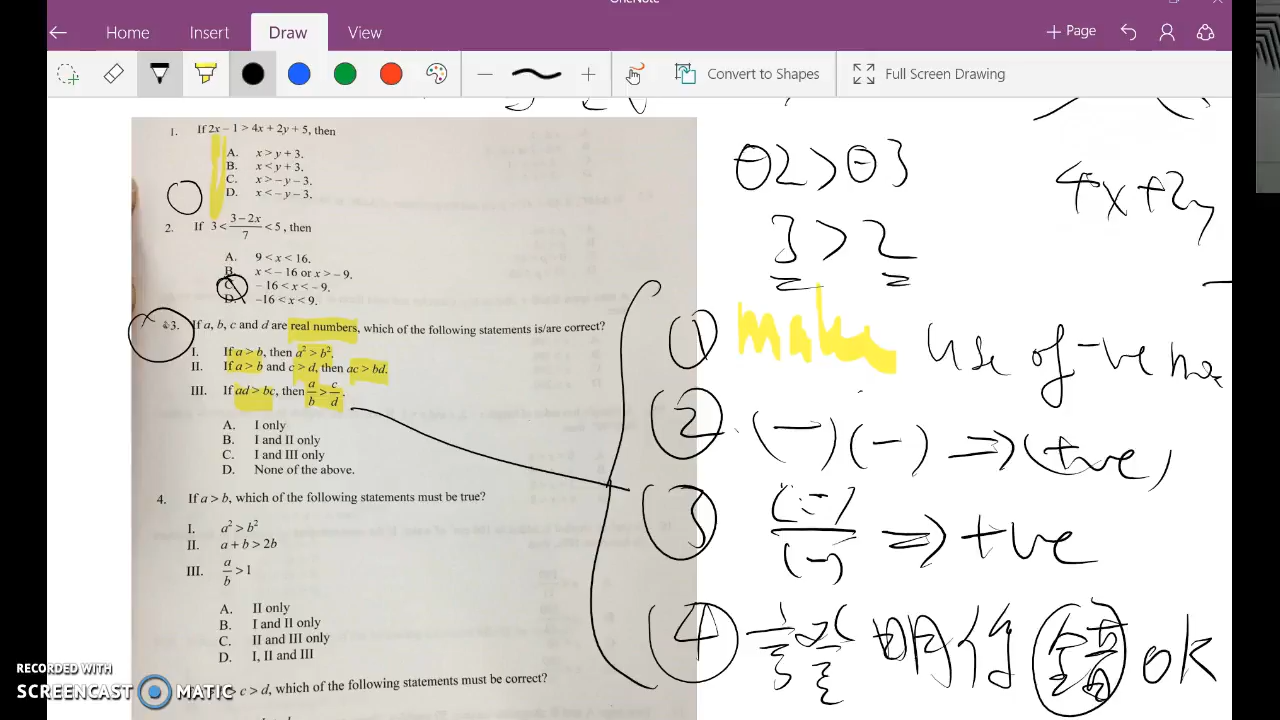 OneNote
Home Insert Draw View
Page
Convert to Shapes
Full Screen Drawing
1. If 2x − 1 > 4x + 2y + 5, then
A. x > y + 3.
B. x < y + 3.
C. x > − y − 3.
D. x < − y − 3.
2. If 3 < (3 − 2x)/7 < 5, then
A. 9 < x < 16.
B. x < − 16 or x > − 9.
C. − 16 < x < − 9.
D. −16 < x < 9.
3. If a, b, c and d are real numbers, which of the following statements is/are correct?
I. If a > b, then a² > b².
II. If a > b and c > d, then ac > bd.
III. If ad > bc, then a/b > c/d.
A. I only
B. I and II only
C. I and III only
D. None of the above.
4. If a > b, which of the following statements must be true?
I. a² > b²
II. a + b > 2b
III. a/b > 1
A. II only
B. I and II only
C. II and III only
D. I, II and III
c > d, which of the following statements must be correct?
⊖2 > ⊖3
3 > 2
4x + 2y
① make use of -ve nos
② (−)(−) ⇒ (+ve)
③ (−)/(−) ⇒ +ve
④ 錯 ok
RECORDED WITH
SCREENCAST MATIC